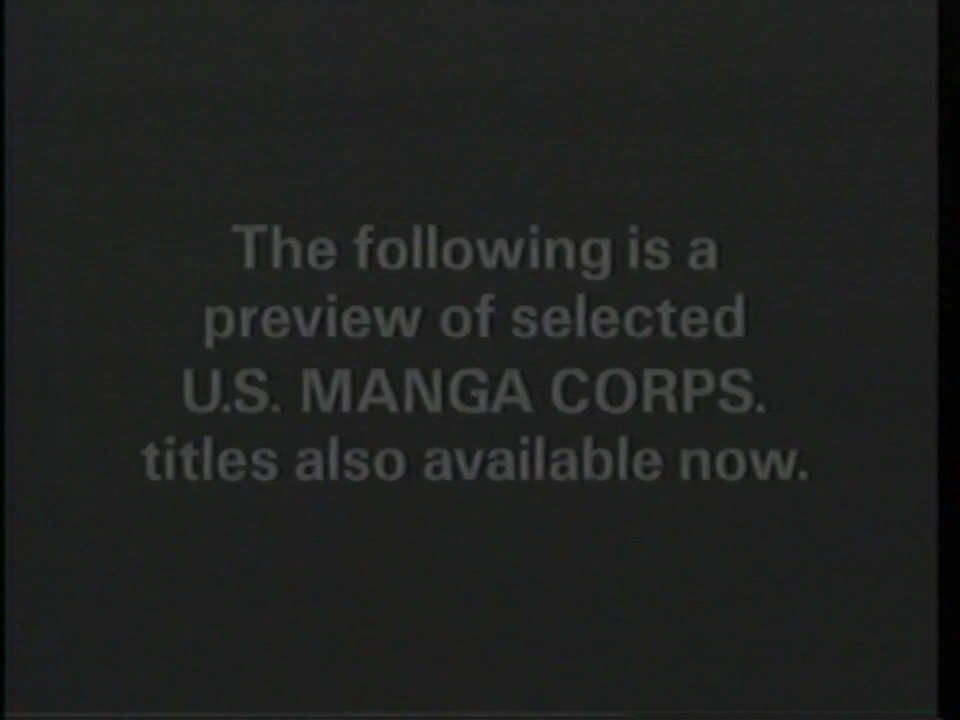 The following is a
preview of selected
U.S. MANGA CORPS.
titles also available now.